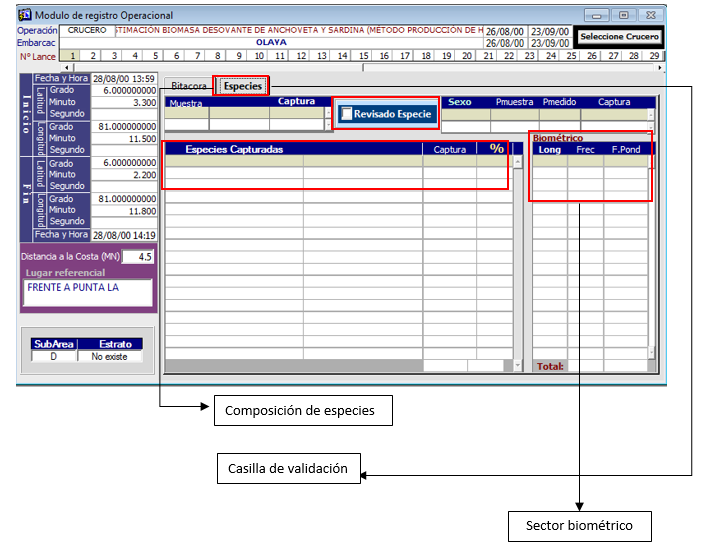 Modulo de registro Operacional
Operación CRUCERO STIMACIÓN BIOMASA DESOVANTE DE ANCHOVETA Y SARDINA (MÉTODO PRODUCCIÓN DE H 26/08/00 23/09/00 Seleccione Crucero
Embarcac OLAYA 26/08/00 23/09/00
Nº Lance 1 2 3 4 5 6 7 8 9 10 11 12 13 14 15 16 17 18 19 20 21 22 23 24 25 26 27 28 29
Inicio
Fecha y Hora 28/08/00 13:59
Latitud
Grado 6.000000000
Minuto 3.300
Segundo
Longitud
Grado 81.000000000
Minuto 11.500
Segundo
Fin
Latitud
Grado 6.000000000
Minuto 2.200
Segundo
Longitud
Grado 81.000000000
Minuto 11.800
Segundo
Fecha y Hora 28/08/00 14:19
Distancia a la Costa (MN) 4.5
Lugar referencial
FRENTE A PUNTA LA
SubArea Estrato
D No existe
Bitacora Especies
Muestra Captura
Revisado Especie
Sexo Pmuestra Pmedido Captura
Especies Capturadas Captura %
Biométrico
Long Frec F.Pond
Total:
Composición de especies
Casilla de validación
Sector biométrico